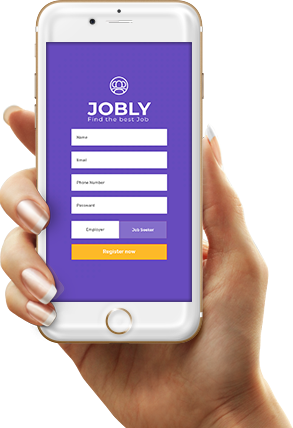 JOBLY
Find the best Job
Name
Email
Phone Number
Password
Employer Job Seeker
Register now